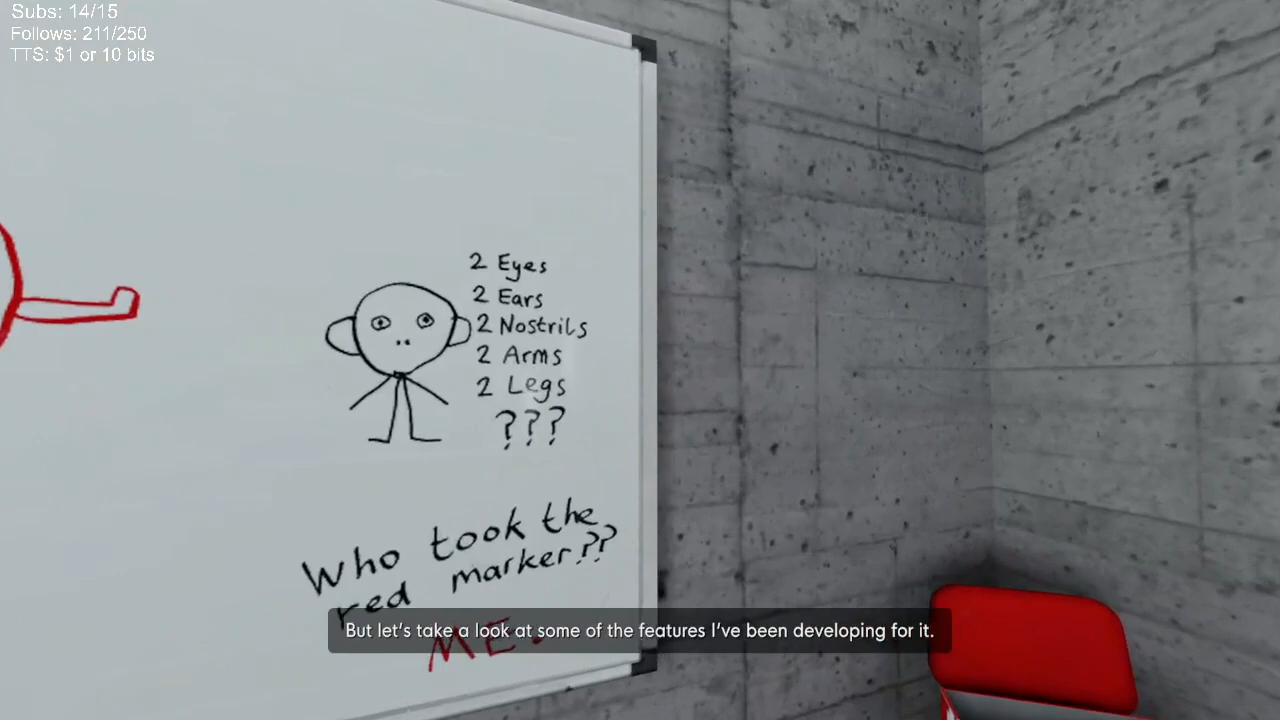 Subs: 14/15
Follows: 211/250
TTS: $1 or 10 bits
2 Eyes
2 Ears
2 Nostrils
2 Arms
2 Legs
???
Who took the
red marker??
ME.
But let's take a look at some of the features I've been developing for it.